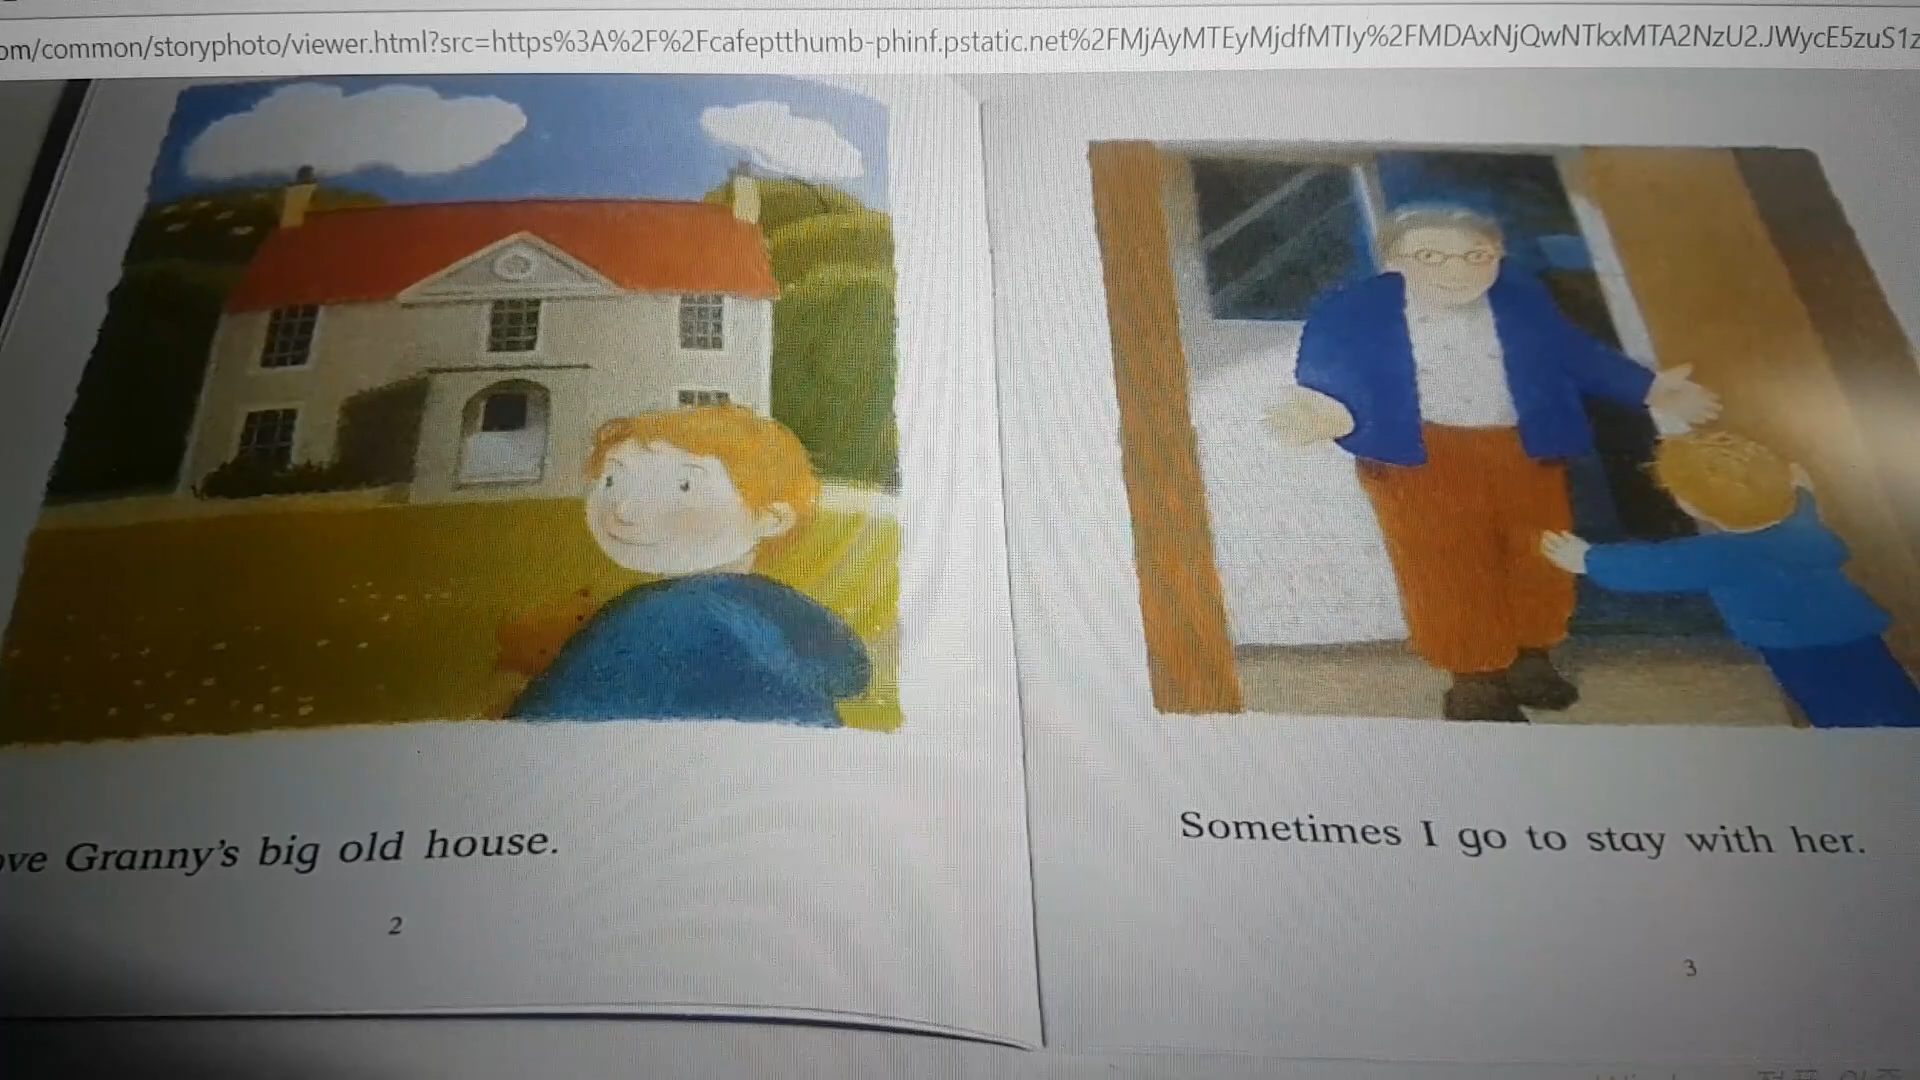 om/common/storyphoto/viewer.html?src=https%3A%2F%2Fcafeptthumb-phinf.pstatic.net%2FMjAyMTEyMjdfMTIy%2FMDAxNjQwNTkxMTA2NzU2.JWycE5zuS1z
ove Granny's big old house.
2
Sometimes I go to stay with her.
3